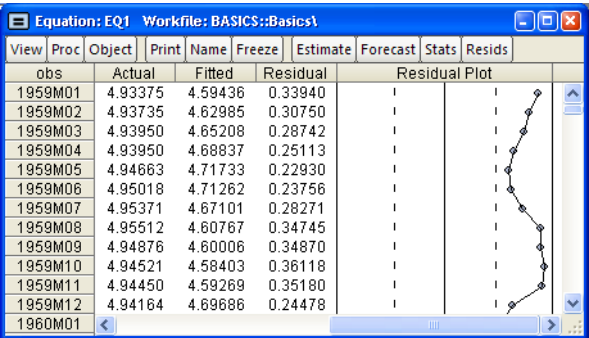 Equation: EQ1 Workfile: BASICS::Basics\
View Proc Object Print Name Freeze Estimate Forecast Stats Resids
obs Actual Fitted Residual Residual Plot
1959M01 4.93375 4.59436 0.33940
1959M02 4.93735 4.62985 0.30750
1959M03 4.93950 4.65208 0.28742
1959M04 4.93950 4.68837 0.25113
1959M05 4.94663 4.71733 0.22930
1959M06 4.95018 4.71262 0.23756
1959M07 4.95371 4.67101 0.28271
1959M08 4.95512 4.60767 0.34745
1959M09 4.94876 4.60006 0.34870
1959M10 4.94521 4.58403 0.36118
1959M11 4.94450 4.59269 0.35180
1959M12 4.94164 4.69686 0.24478
1960M01